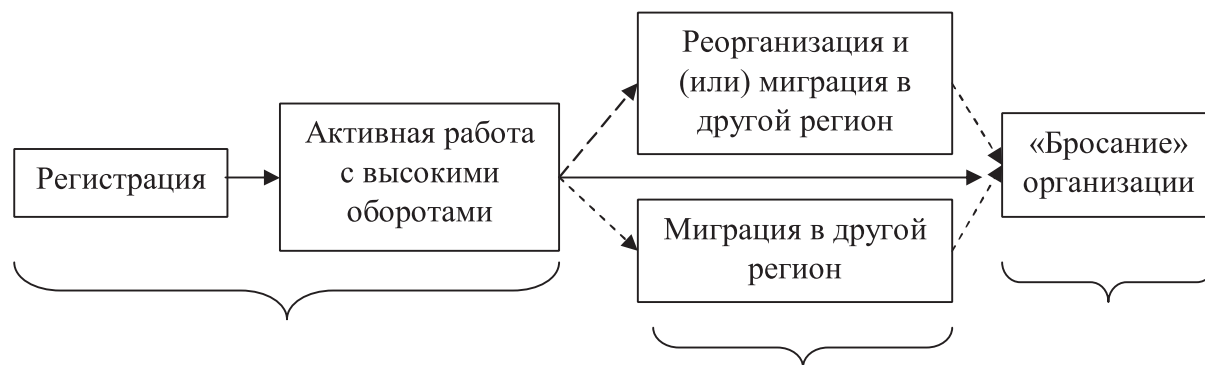 Регистрация
Активная работа
с высокими
оборотами
Реорганизация и
(или) миграция в
другой регион
Миграция в другой
регион
«Бросание»
организации